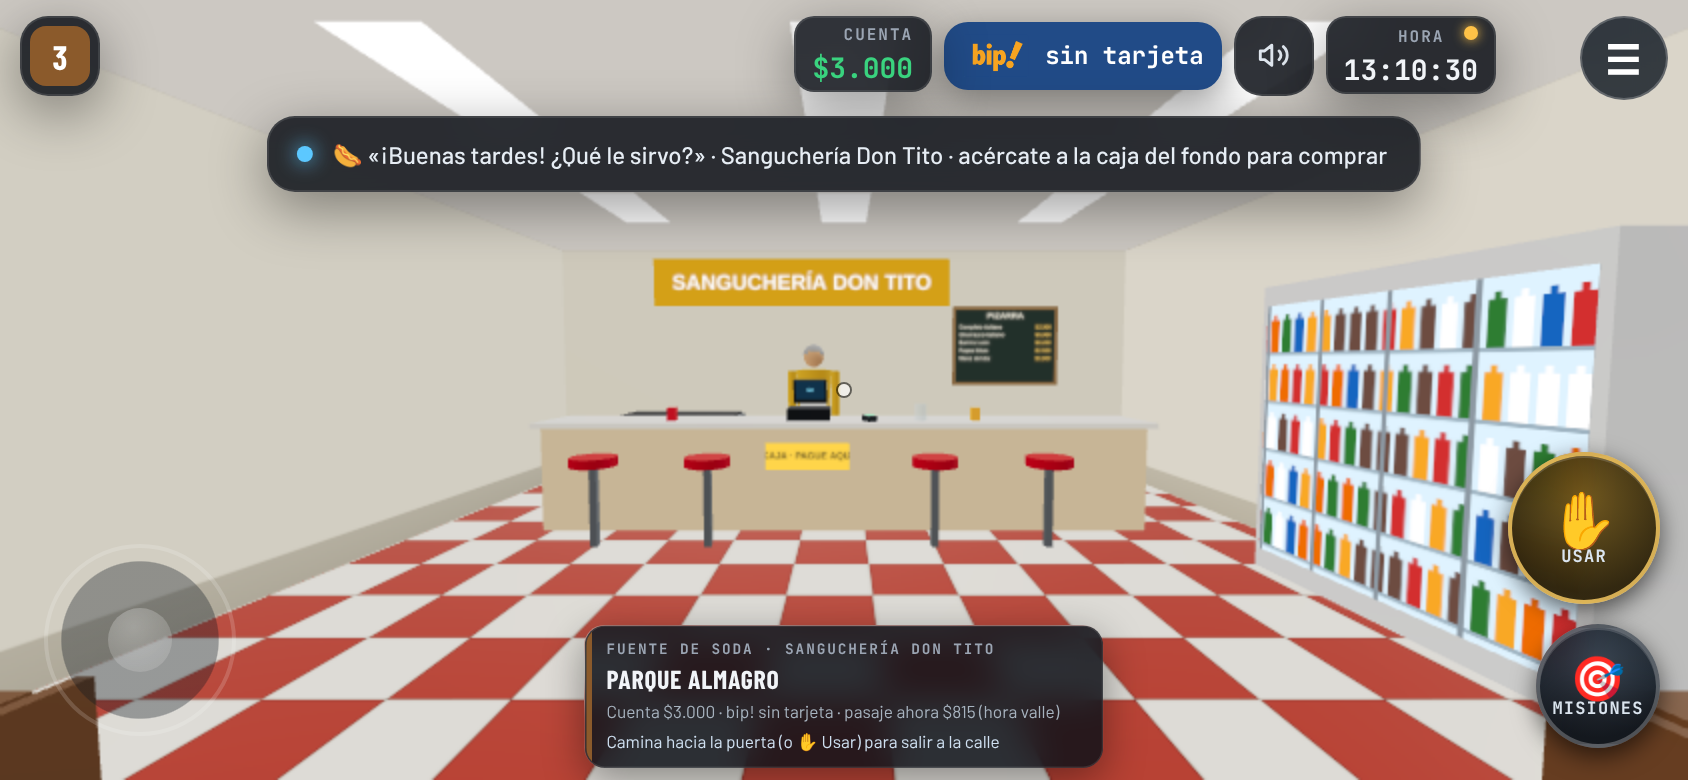 3
CUENTA
$3.000
bip! sin tarjeta
HORA
13:10:30
🌭 «¡Buenas tardes! ¿Qué le sirvo?» · Sanguchería Don Tito · acércate a la caja del fondo para comprar
SANGUCHERÍA DON TITO
PIZARRA
CAJA · PAGUE AQUÍ
USAR
FUENTE DE SODA · SANGUCHERÍA DON TITO
PARQUE ALMAGRO
Cuenta $3.000 · bip! sin tarjeta · pasaje ahora $815 (hora valle)
Camina hacia la puerta (o ✋ Usar) para salir a la calle
MISIONES